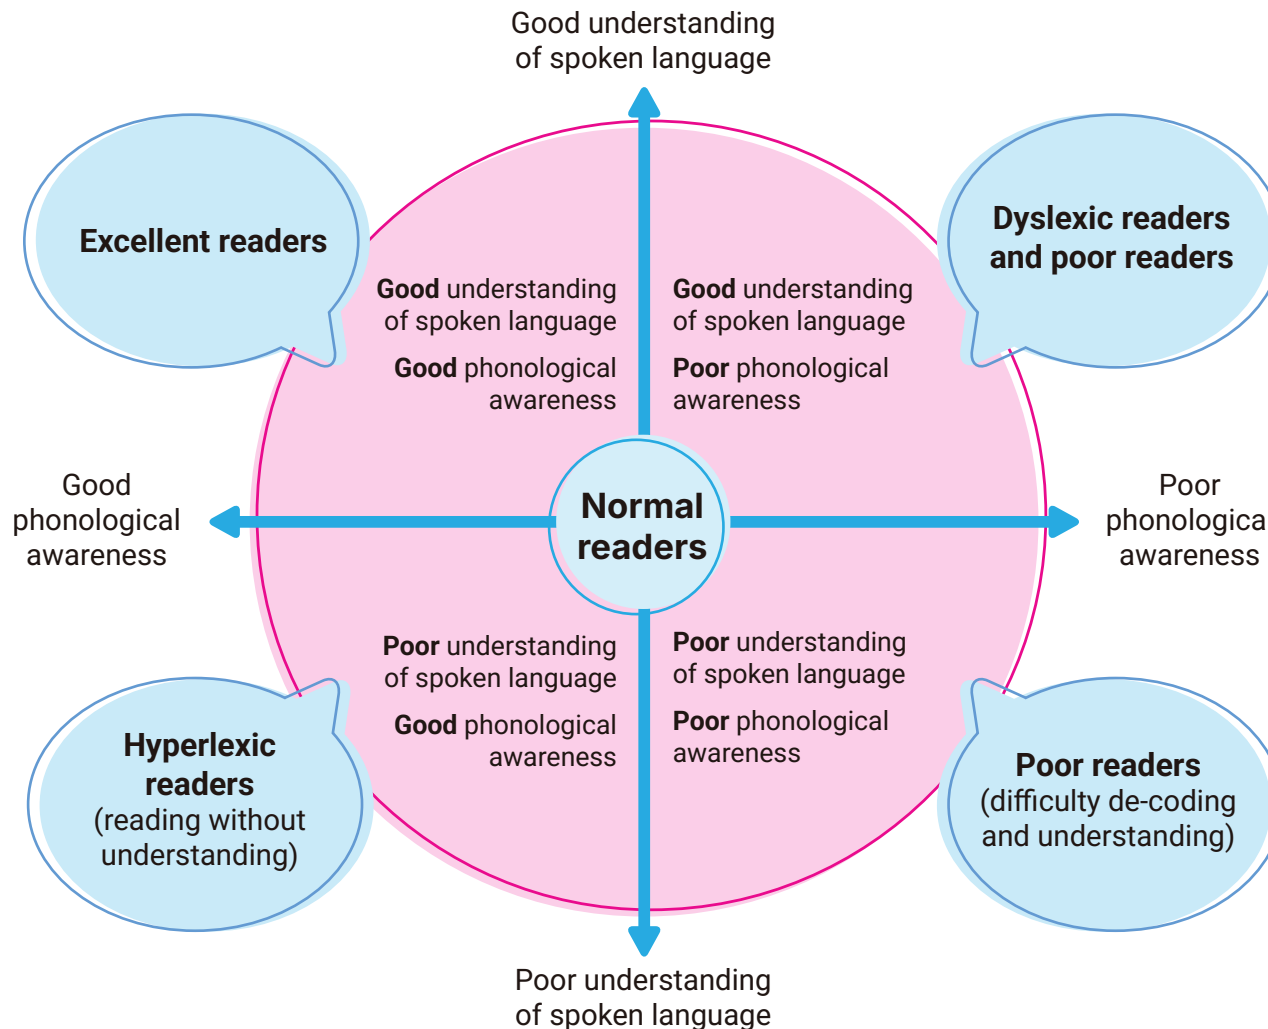 Good understanding
of spoken language
Excellent readers
Dyslexic readers
and poor readers
Good understanding
of spoken language
Good phonological
awareness
Good understanding
of spoken language
Poor phonological
awareness
Good
phonological
awareness
Normal
readers
Poor
phonologica
awareness
Poor understanding
of spoken language
Good phonological
awareness
Poor understanding
of spoken language
Poor phonological
awareness
Hyperlexic
readers
(reading without
understanding)
Poor readers
(difficulty de-coding
and understanding)
Poor understanding
of spoken language